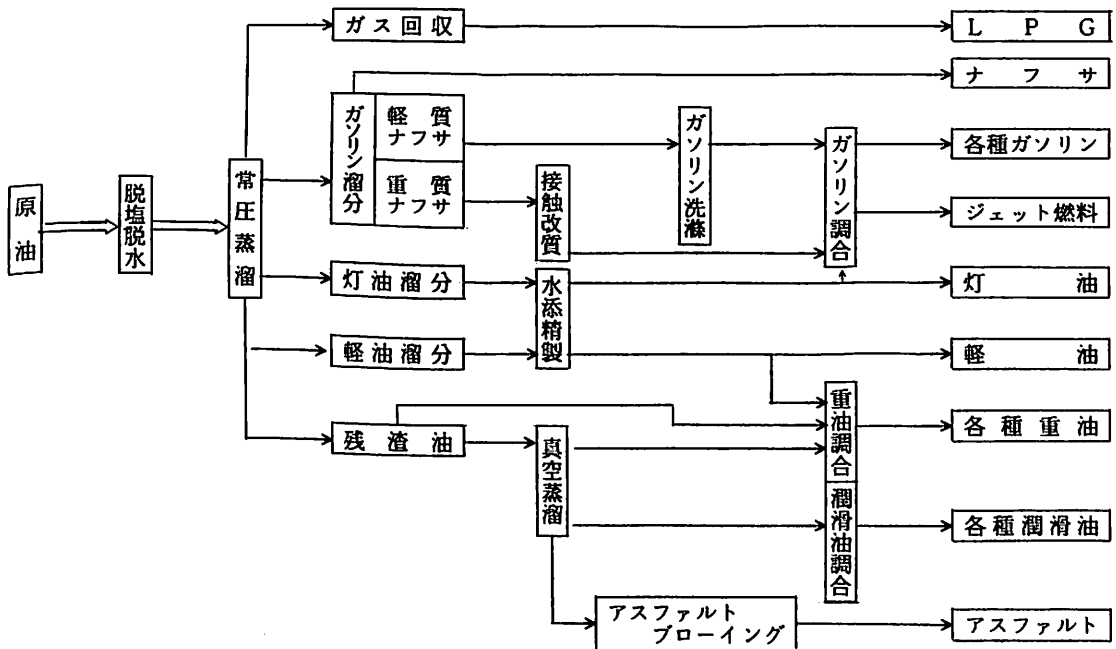 原油
脱塩脱水
常圧蒸溜
ガス回収
LPG
ナフサ
ガソリン溜分
軽質
ナフサ
重質
ナフサ
接触改質
ガソリン洗滌
ガソリン調合
各種ガソリン
ジェット燃料
灯油溜分
水添精製
灯油
軽油溜分
軽油
残渣油
真空蒸溜
重油調合
各種重油
潤滑油調合
各種潤滑油
アスファルト
ブローイング
アスファルト